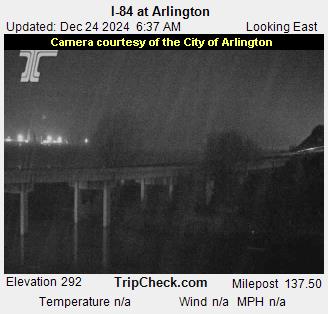 I-84 at Arlington
Updated: Dec 24 2024 6:37 AM Looking East
Camera courtesy of the City of Arlington
Elevation 292 TripCheck.com Milepost 137.50
Temperature n/a Wind n/a MPH n/a